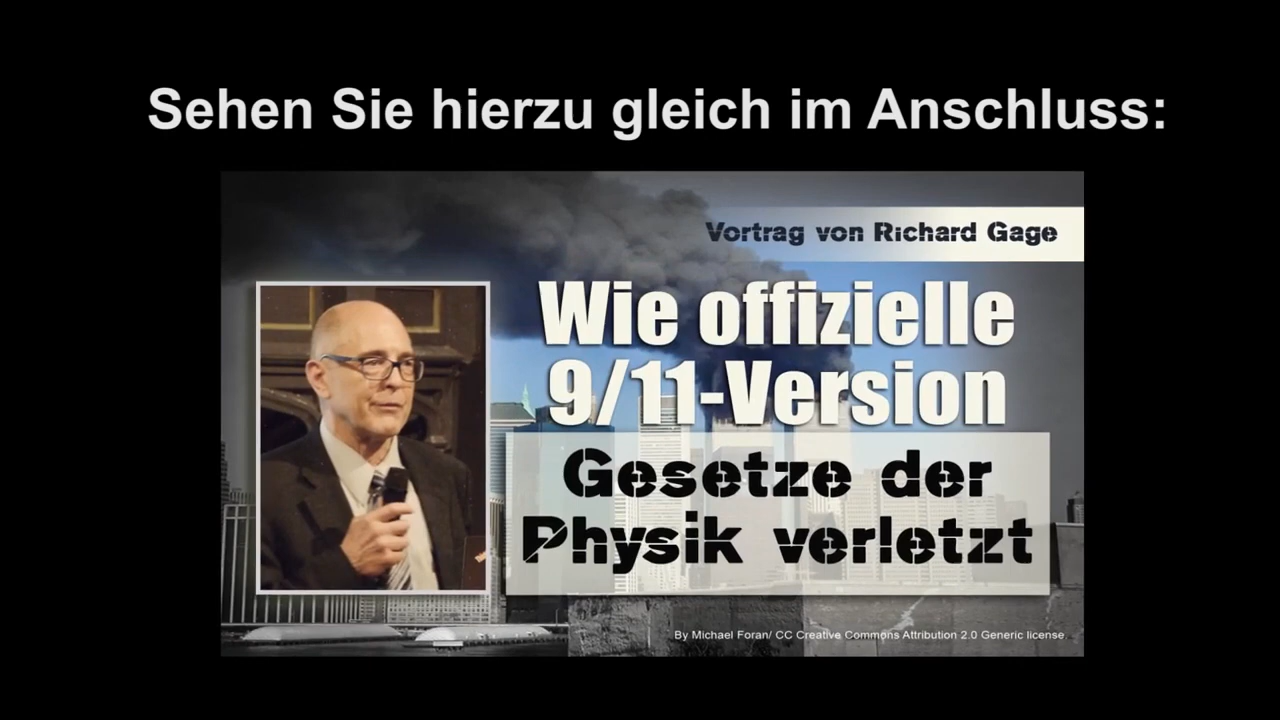 Sehen Sie hierzu gleich im Anschluss:
Vortrag von Richard Gage
Wie offizielle
9/11-Version
Gesetze der
Physik verletzt
By Michael Foran/ CC Creative Commons Attribution 2.0 Generic license